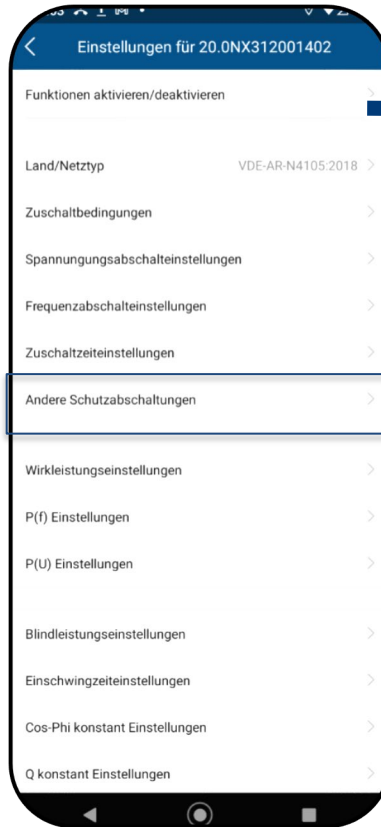 Einstellungen für 20.0NX312001402
Funktionen aktivieren/deaktivieren
Land/Netztyp VDE-AR-N4105:2018
Zuschaltbedingungen
Spannungungsabschalteinstellungen
Frequenzabschalteinstellungen
Zuschaltzeiteinstellungen
Andere Schutzabschaltungen
Wirkleistungseinstellungen
P(f) Einstellungen
P(U) Einstellungen
Blindleistungseinstellungen
Einschwingzeiteinstellungen
Cos-Phi konstant Einstellungen
Q konstant Einstellungen